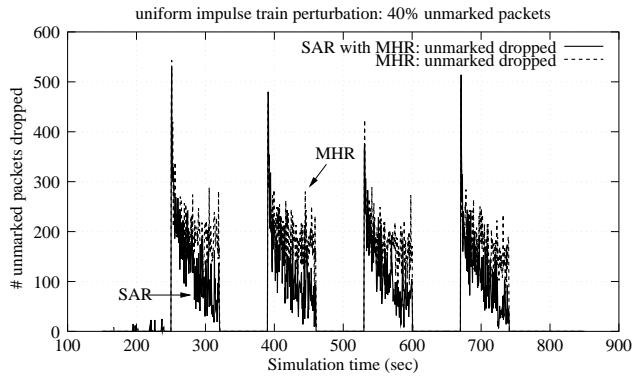 uniform impulse train perturbation: 40% unmarked packets
SAR with MHR: unmarked dropped
MHR: unmarked dropped
# unmarked packets dropped
600
500
400
300
200
100
0
MHR
SAR
100 200 300 400 500 600 700 800 900
Simulation time (sec)